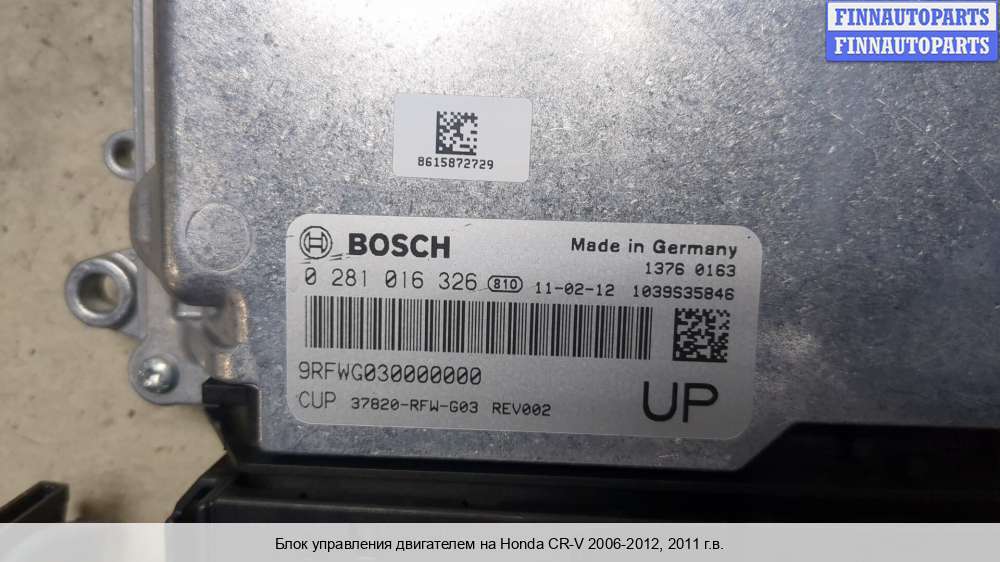 FINNAUTOPARTS
FINNAUTOPARTS
8615872729
BOSCH
Made in Germany
1376 0163
0 281 016 326 810 11-02-12 1039S35846
9RFWG030000000
CUP 37820-RFW-G03 REV002
UP
Блок управления двигателем на Honda CR-V 2006-2012, 2011 г.в.